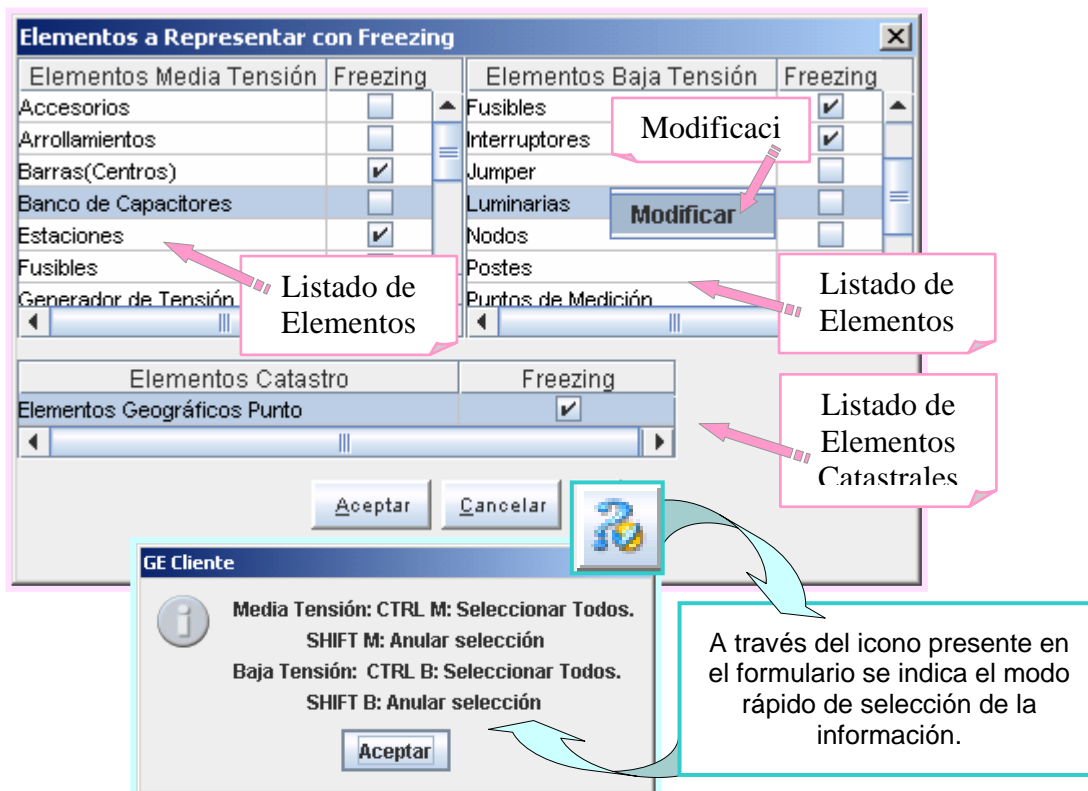 Elementos a Representar con Freezing
Elementos Media Tensión Freezing
Accesorios
Arrollamientos
Barras(Centros)
Banco de Capacitores
Estaciones
Fusibles
Generador de Tensión
Elementos Baja Tensión Freezing
Fusibles
Interruptores
Jumper
Luminarias
Nodos
Postes
Puntos de Medición
Modificaci
Modificar
Listado de
Elementos
Listado de
Elementos
Elementos Catastro Freezing
Elementos Geográficos Punto
Listado de
Elementos
Catastrales
Aceptar Cancelar
GE Cliente
Media Tensión: CTRL M: Seleccionar Todos.
SHIFT M: Anular selección
Baja Tensión: CTRL B: Seleccionar Todos.
SHIFT B: Anular selección
Aceptar
A través del icono presente en
el formulario se indica el modo
rápido de selección de la
información.